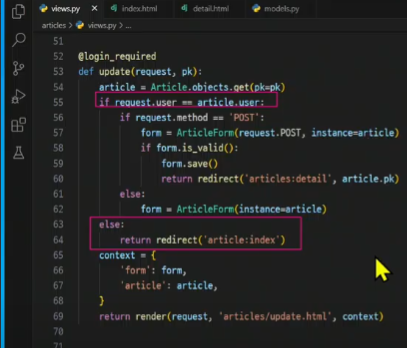 views.py
index.html
detail.html
models.py
articles > views.py > ...
51
52 @login_required
53 def update(request, pk):
54 article = Article.objects.get(pk=pk)
55 if request.user == article.user:
56 if request.method == 'POST':
57 form = ArticleForm(request.POST, instance=article)
58 if form.is_valid():
59 form.save()
60 return redirect('articles:detail', article.pk)
61 else:
62 form = ArticleForm(instance=article)
63 else:
64 return redirect('article:index')
65 context = {
66 'form': form,
67 'article': article,
68 }
69 return render(request, 'articles/update.html', context)
70
71